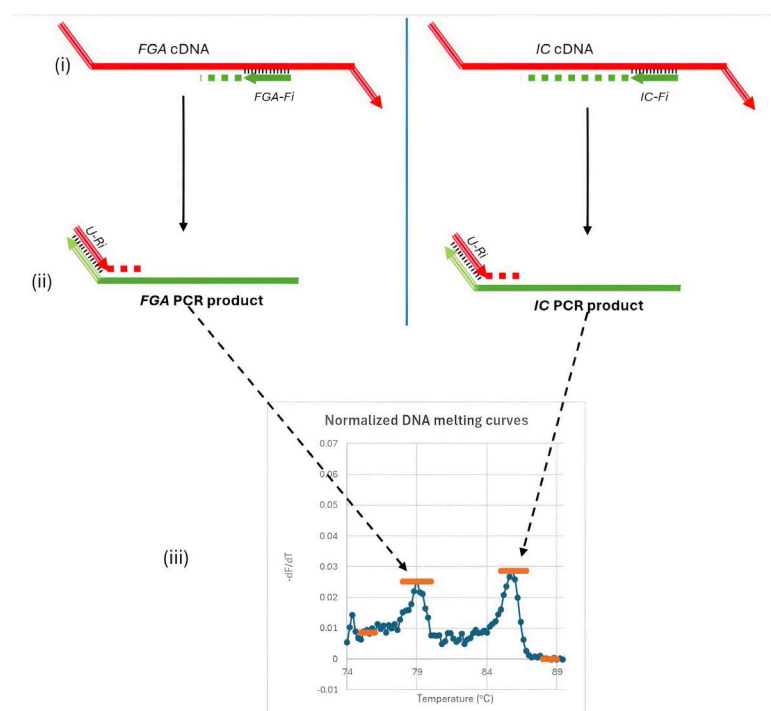 (i)
FGA cDNA
FGA-Fi
IC cDNA
IC-Fi
(ii)
U-Ri
FGA PCR product
U-Ri
IC PCR product
(iii)
Normalized DNA melting curves
-dF/dT
0.07
0.06
0.05
0.04
0.03
0.02
0.01
0
-0.01
74
79
84
89
Temperature (°C)